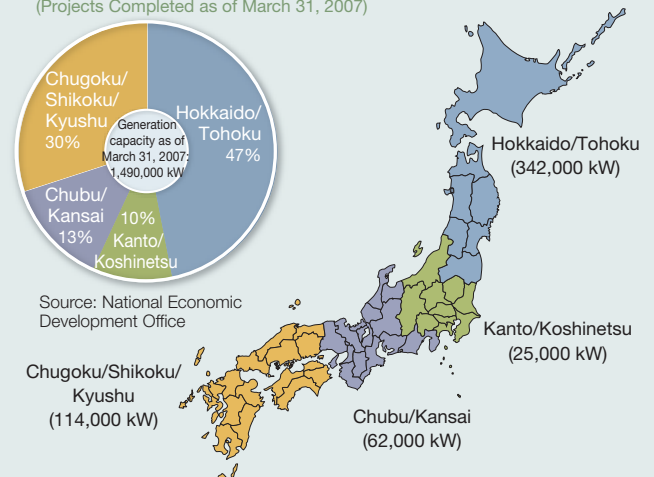 (Projects Completed as of March 31, 2007)
Chugoku/
Shikoku/
Kyushu
30%
Hokkaido/
Tohoku
47%
Generation
capacity as of
March 31, 2007:
1,490,000 kW
Chubu/
Kansai
13%
10%
Kanto/
Koshinetsu
Source: National Economic
Development Office
Hokkaido/Tohoku
(342,000 kW)
Kanto/Koshinetsu
(25,000 kW)
Chugoku/Shikoku/
Kyushu
(114,000 kW)
Chubu/Kansai
(62,000 kW)